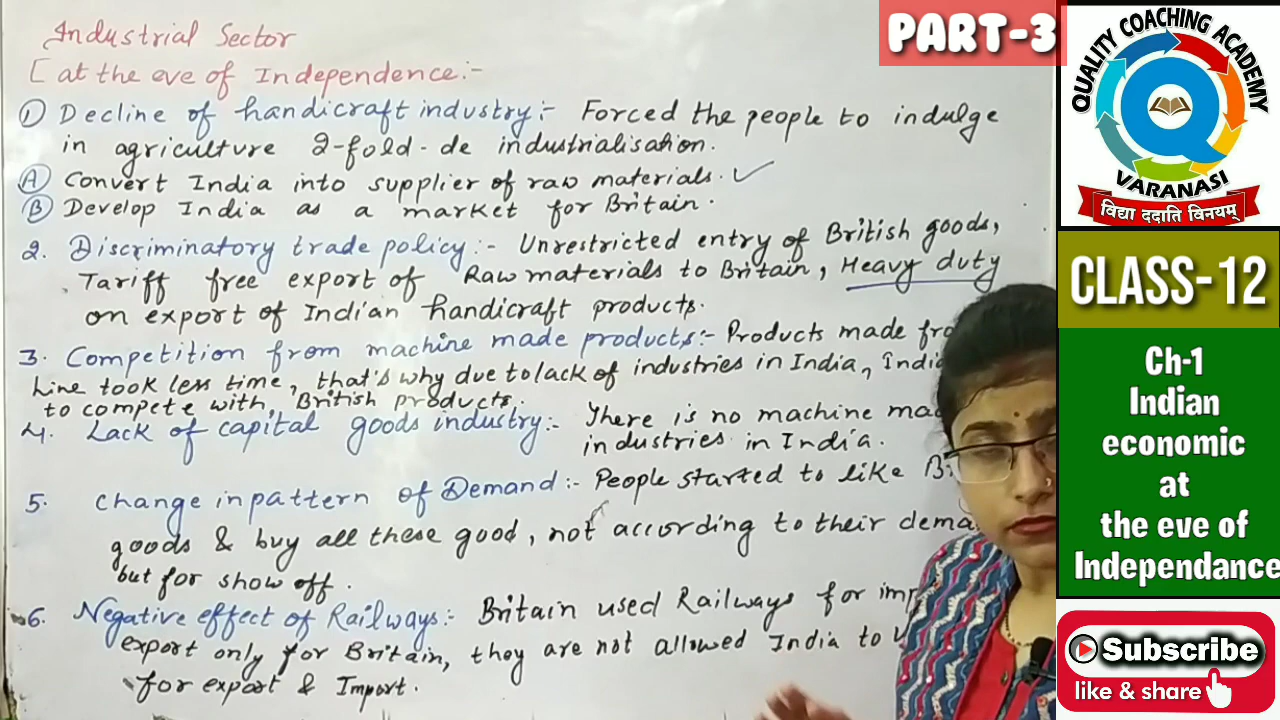 Industrial Sector
[at the eve of Independence:-
① Decline of handicraft industry:- Forced the people to indulge
in agriculture 2-fold-de industrialisation.
Ⓐ Convert India into supplier of raw materials. ✓
Ⓑ Develop India as a market for Britain.
2. Discriminatory trade policy:- Unrestricted entry of British goods,
Tariff free export of Raw materials to Britain, Heavy duty
on export of Indian handicraft products.
3. Competition from machine made products:- Products made
hine took less time, that's why due to lack of industries in India,
to compete with British products.
4. Lack of capital goods industry:- There is no machine
industries in India.
5. Change in pattern of Demand:- People started to like
goods & buy all these good, not according to their
but for show off.
6. Negative effect of Railways:- Britain used Railways for
export only for Britain, they are not allowed India to
for export & Import.
PART-3
QUALITY COACHING ACADEMY
VARANASI
विद्या ददाति विनयम्
CLASS-12
Ch-1
Indian
economic
at
the eve of
Independance
Subscribe
like & share